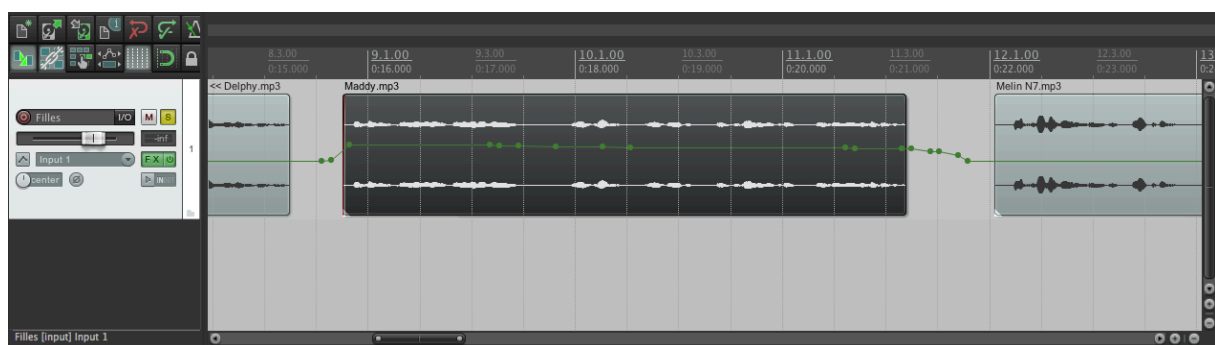 8.3.00 9.1.00 9.3.00 10.1.00 10.3.00 11.1.00 11.3.00 12.1.00 12.3.00 13
0:15.000 0:16.000 0:17.000 0:18.000 0:19.000 0:20.000 0:21.000 0:22.000 0:23.000 0:2
<< Delphy.mp3 Maddy.mp3 Melin N7.mp3
Filles I/O M S
-inf
1
Input 1 FX
center IN
Filles [input] Input 1